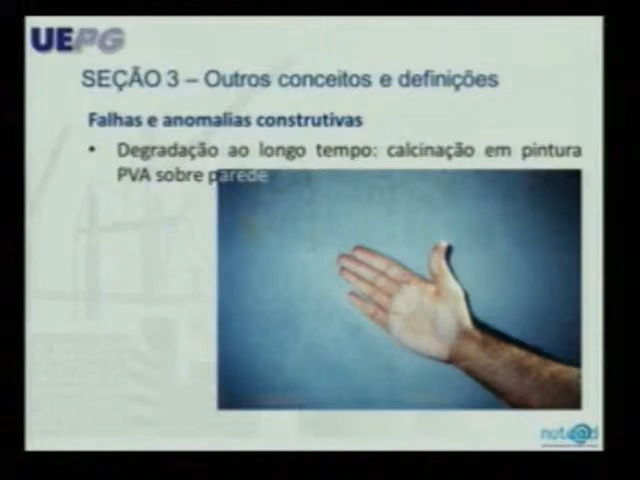 UEPG
SEÇÃO 3 – Outros conceitos e definições
Falhas e anomalias construtivas
• Degradação ao longo tempo: calcinação em pintura
PVA sobre parede
nutead